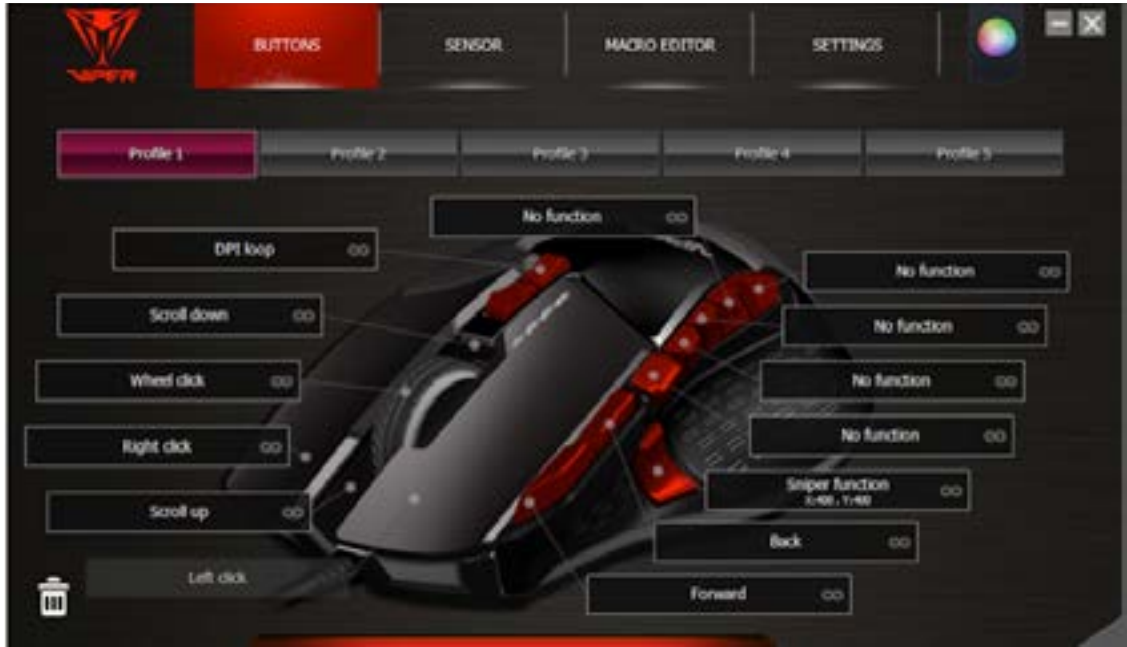 VIPER
BUTTONS
SENSOR
MACRO EDITOR
SETTINGS
Profile 1
Profile 2
Profile 3
Profile 4
Profile 5
No function
DPI loop
No function
Scroll down
No function
Wheel click
No function
Right click
No function
Sniper function
X:400 , Y:400
Scroll up
Back
Left click
Forward